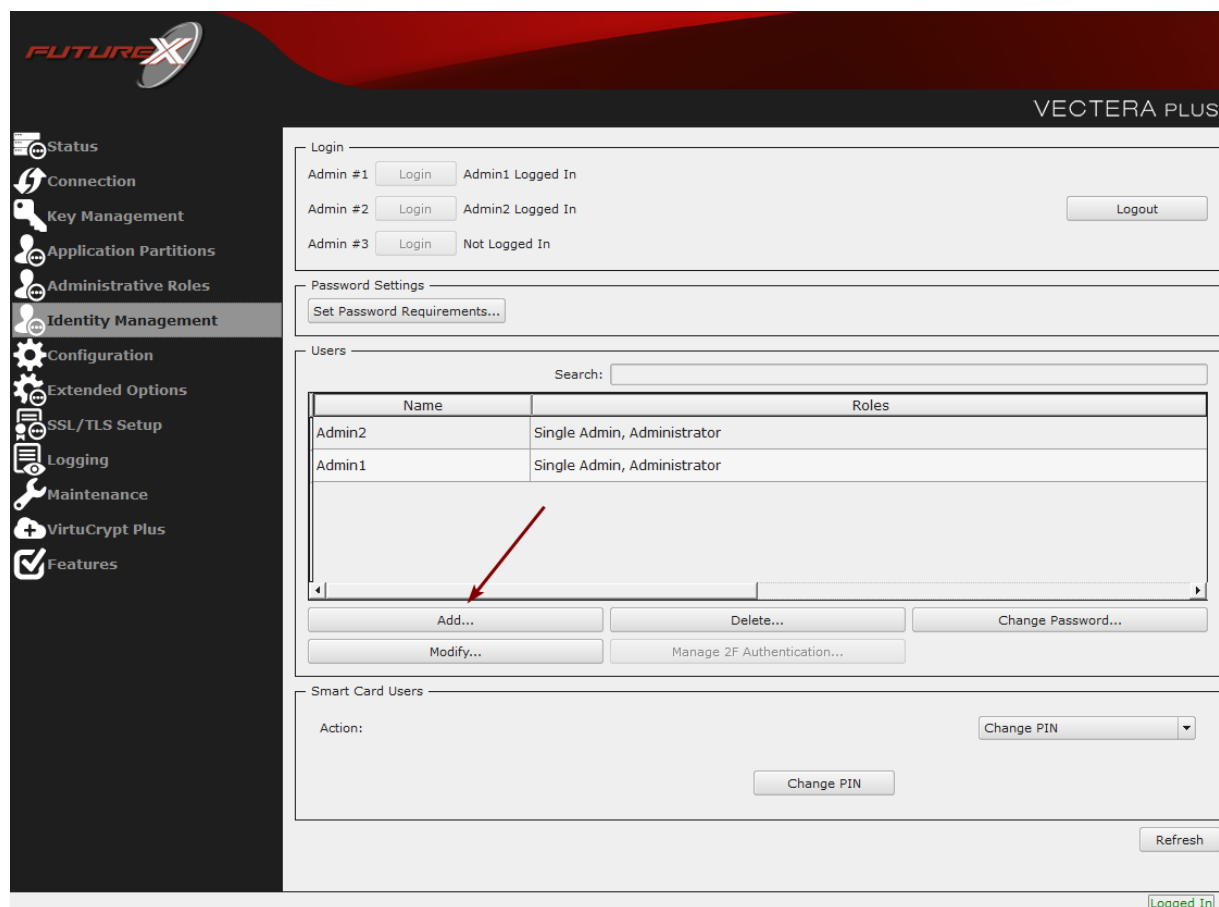 FUTUREX
VECTERA PLUS
Status
Connection
Key Management
Application Partitions
Administrative Roles
Identity Management
Configuration
Extended Options
SSL/TLS Setup
Logging
Maintenance
VirtuCrypt Plus
Features
Login
Admin #1 Login Admin1 Logged In
Admin #2 Login Admin2 Logged In Logout
Admin #3 Login Not Logged In
Password Settings
Set Password Requirements...
Users
Search:
Name Roles
Admin2 Single Admin, Administrator
Admin1 Single Admin, Administrator
Add... Delete... Change Password...
Modify... Manage 2F Authentication...
Smart Card Users
Action: Change PIN
Change PIN
Refresh
Logged In